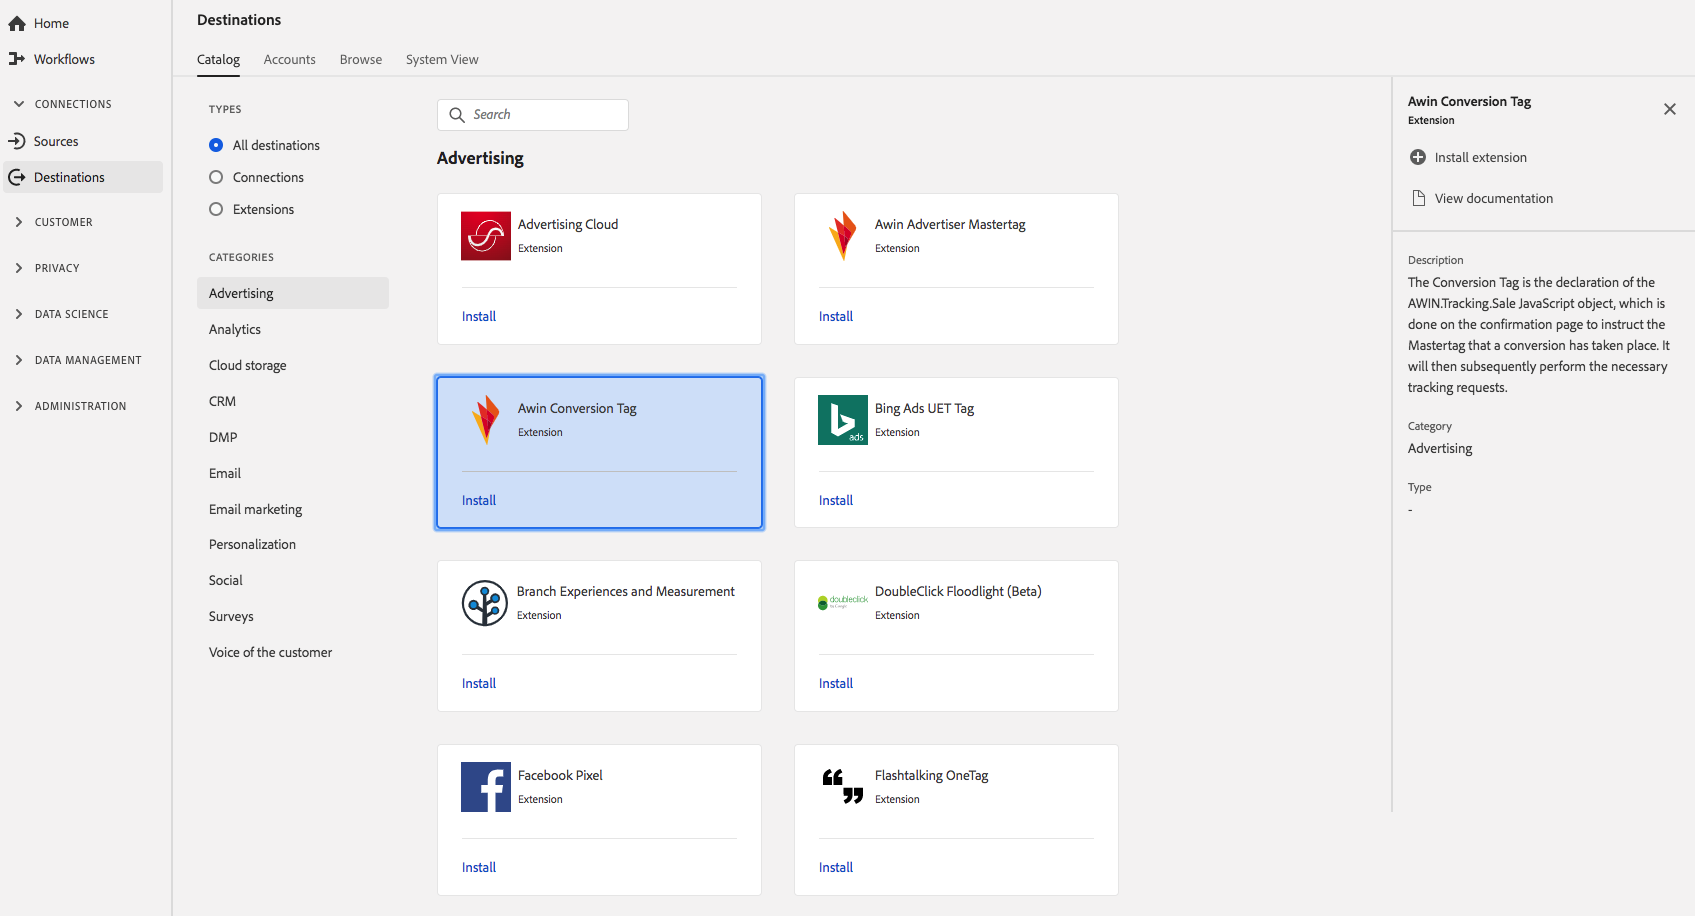 Home
Workflows
CONNECTIONS
Sources
Destinations
CUSTOMER
PRIVACY
DATA SCIENCE
DATA MANAGEMENT
ADMINISTRATION
Destinations
Catalog Accounts Browse System View
TYPES
All destinations
Connections
Extensions
CATEGORIES
Advertising
Analytics
Cloud storage
CRM
DMP
Email
Email marketing
Personalization
Social
Surveys
Voice of the customer
Search
Advertising
Advertising Cloud
Extension
Install
Awin Advertiser Mastertag
Extension
Install
Awin Conversion Tag
Extension
Install
ads
Bing Ads UET Tag
Extension
Install
Branch Experiences and Measurement
Extension
Install
doubleclick
DoubleClick Floodlight (Beta)
Extension
Install
Facebook Pixel
Extension
Install
Flashtalking OneTag
Extension
Install
Awin Conversion Tag
Extension
Install extension
View documentation
Description
The Conversion Tag is the declaration of the
AWIN.Tracking.Sale JavaScript object, which is
done on the confirmation page to instruct the
Mastertag that a conversion has taken place. It
will then subsequently perform the necessary
tracking requests.
Category
Advertising
Type
-